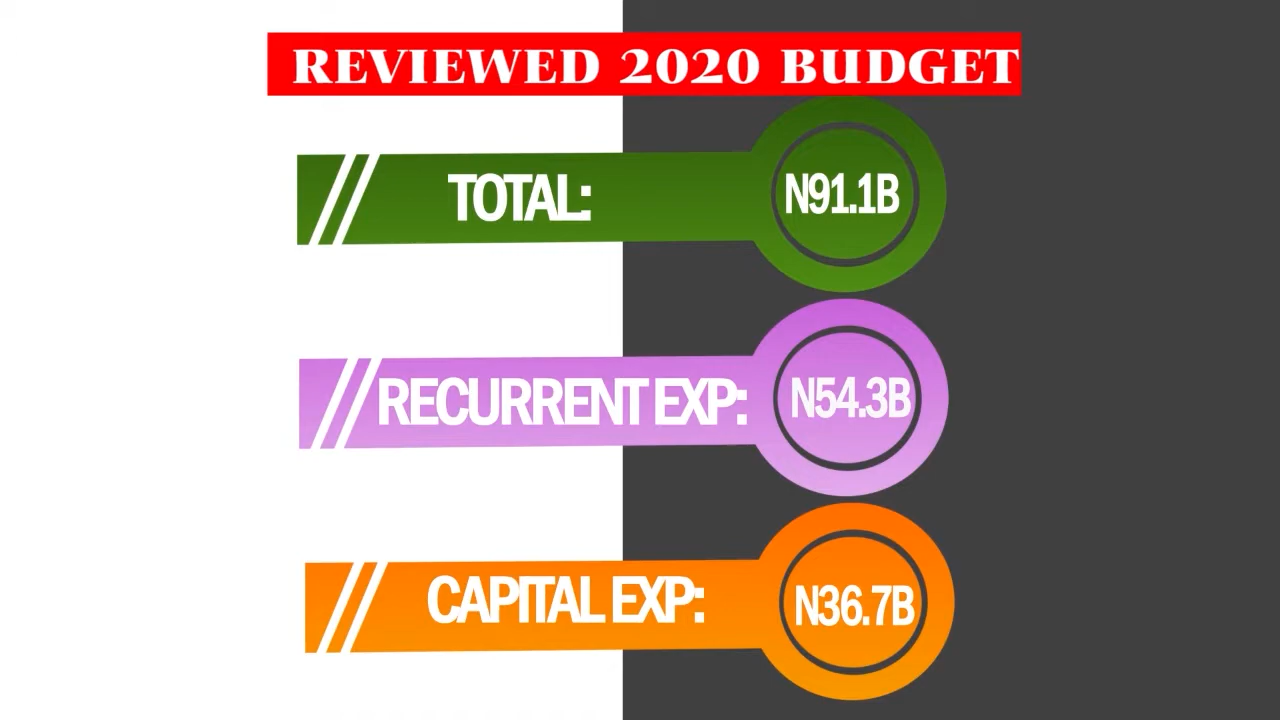 REVIEWED 2020 BUDGET
TOTAL: N91.1B
RECURRENT EXP: N54.3B
CAPITAL EXP: N36.7B